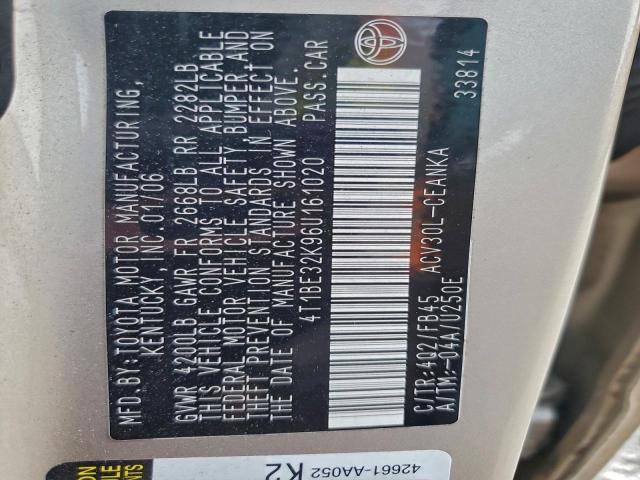 MFD.BY:TOYOTA MOTOR MANUFACTURING,
KENTUCKY, INC.01/06
GVWR 4200LB GAWR FR 2668LB RR 2282LB
THIS VEHICLE CONFORMS TO ALL APPLICABLE
FEDERAL MOTOR VEHICLE SAFETY, BUMPER AND
THEFT PREVENTION STANDARDS IN EFFECT ON
THE DATE OF MANUFACTURE SHOWN ABOVE.
4T1BE32K96U161020 PASS.CAR
C/TR:4Q2/FB45 ACV30L-CEANKA
A/TM:-04A/U250E 33814
42661-AA052
K2